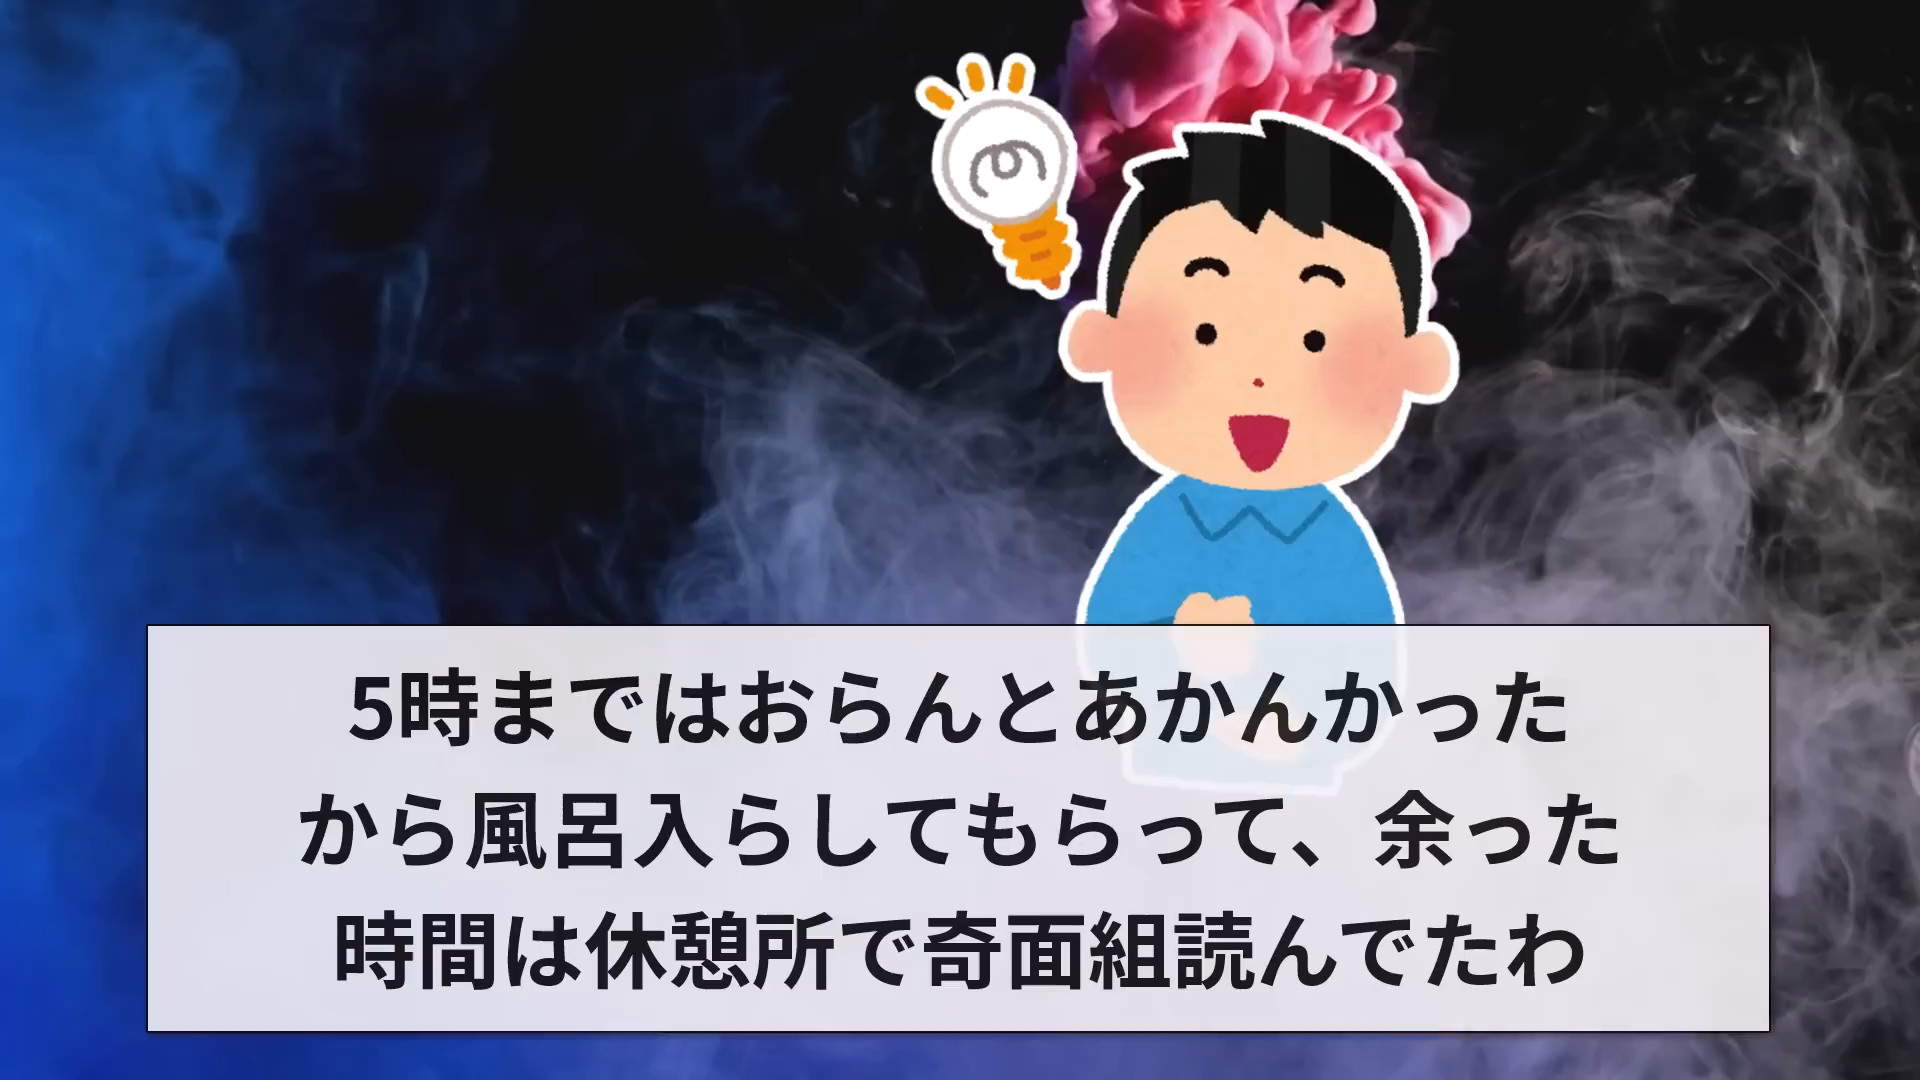 5時まではおらんとあかんかった
から風呂入らしてもらって、余った
時間は休憩所で奇面組読んでたわ